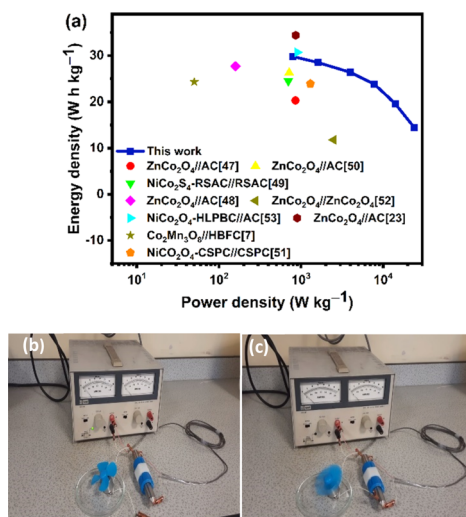 (a)
Energy density (W h kg⁻¹)
40
30
20
10
0
-10
This work
ZnCo₂O₄//AC[47]
ZnCo₂O₄//AC[50]
NiCo₂S₄-RSAC//RSAC[49]
ZnCo₂O₄//AC[48]
ZnCo₂O₄//ZnCo₂O₄[52]
NiCo₂O₄-HLPBC//AC[53]
ZnCo₂O₄//AC[23]
Co₂Mn₃O₈//HBFC[7]
NiCO₂O₄-CSPC//CSPC[51]
10¹
10²
10³
10⁴
Power density (W kg⁻¹)
(b)
(c)